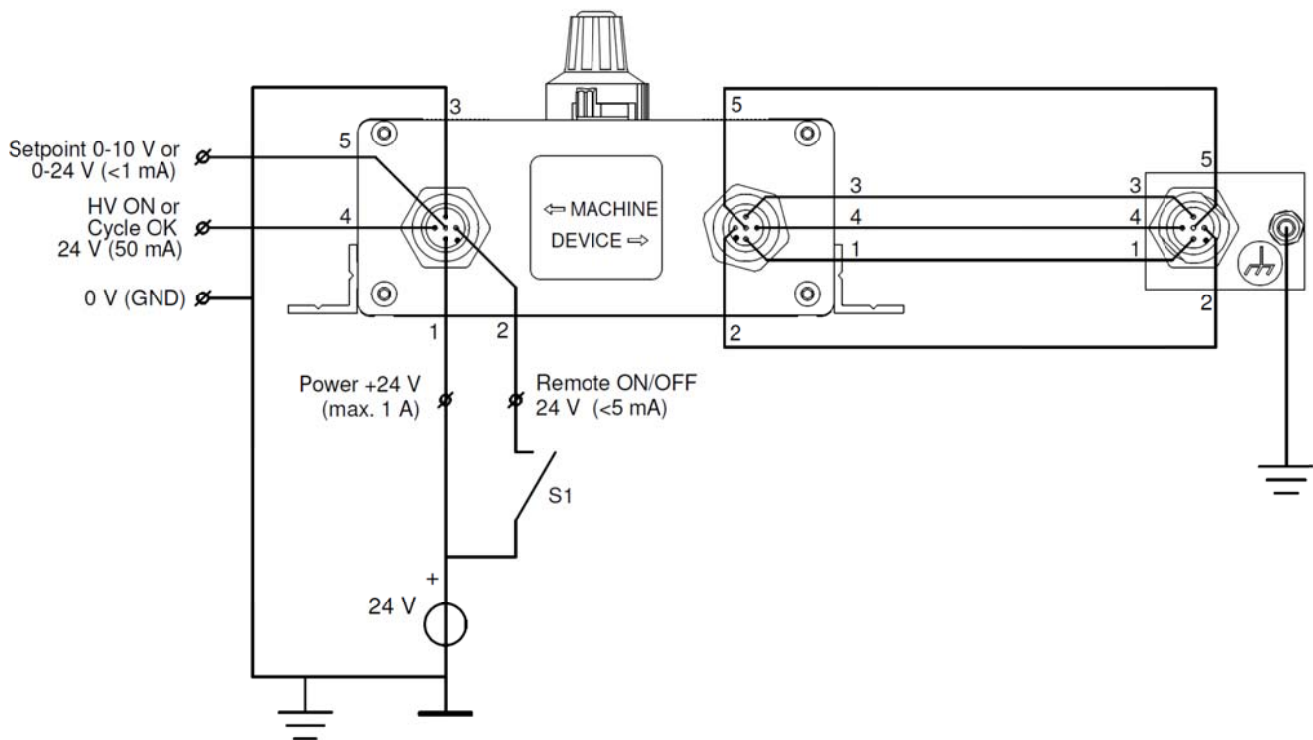 3
5
Setpoint 0-10 V or
0-24 V (<1 mA)
HV ON or
Cycle OK
24 V (50 mA)
4
0 V (GND)
1
2
⇦ MACHINE
DEVICE ⇨
5
3
4
1
2
5
3
4
1
2
Power +24 V
(max. 1 A)
Remote ON/OFF
24 V (<5 mA)
S1
+
24 V